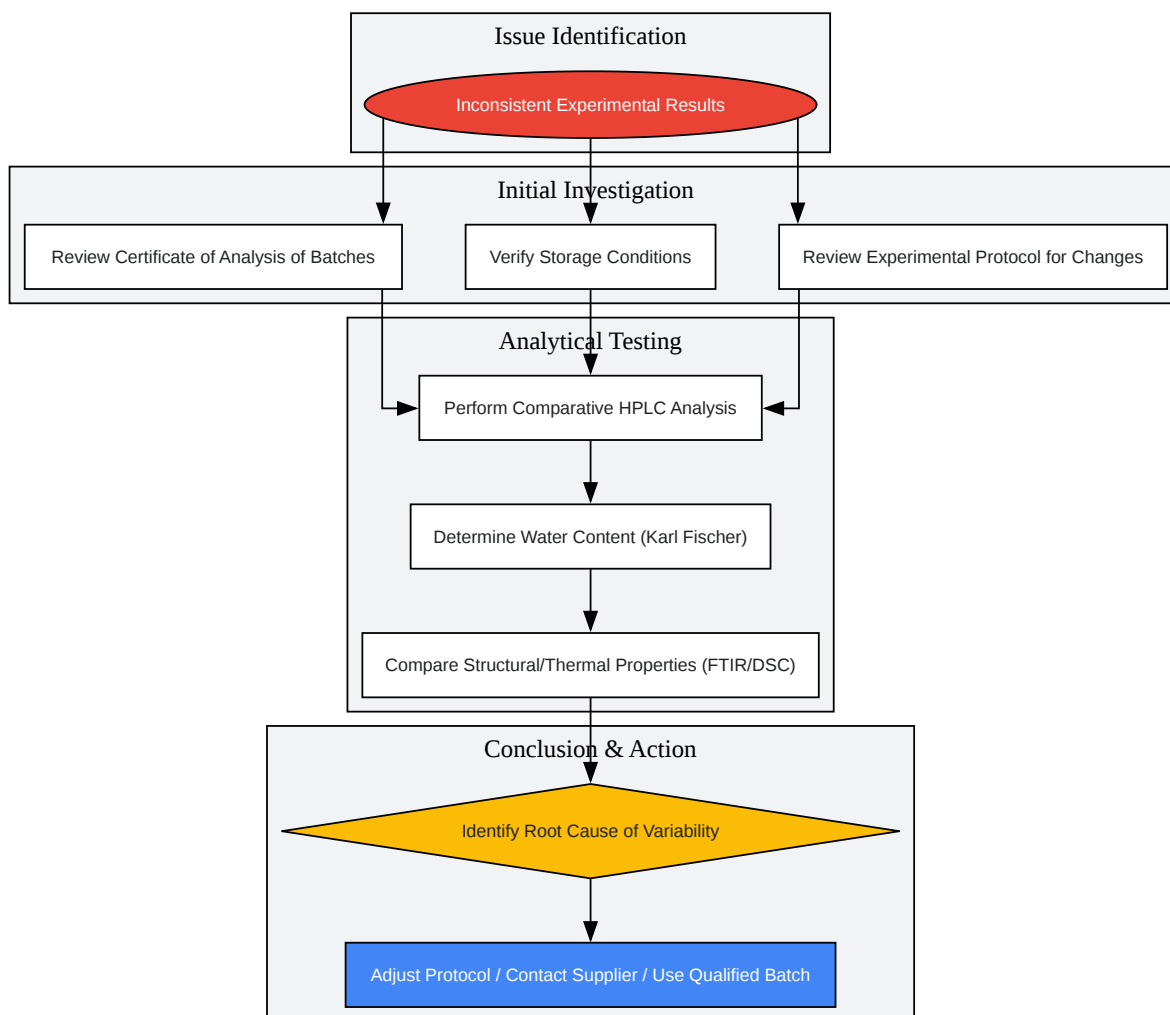 Issue Identification
Inconsistent Experimental Results
Initial Investigation
Review Certificate of Analysis of Batches
Verify Storage Conditions
Review Experimental Protocol for Changes
Analytical Testing
Perform Comparative HPLC Analysis
Determine Water Content (Karl Fischer)
Compare Structural/Thermal Properties (FTIR/DSC)
Conclusion & Action
Identify Root Cause of Variability
Adjust Protocol / Contact Supplier / Use Qualified Batch